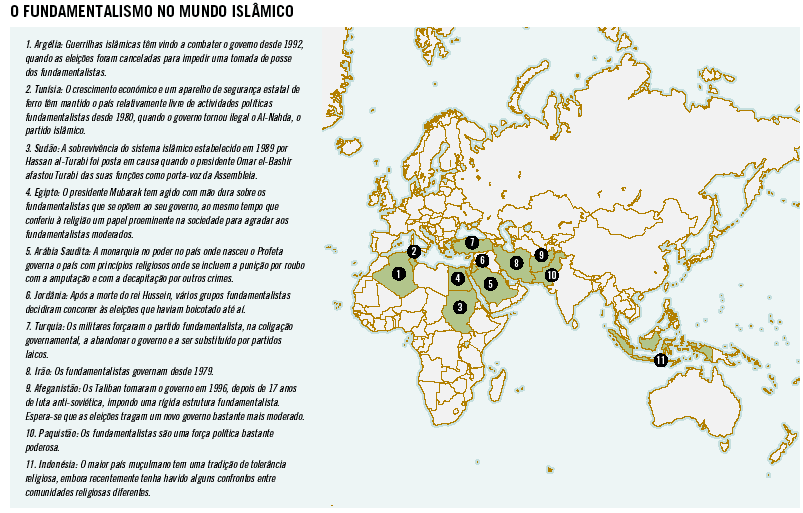 O FUNDAMENTALISMO NO MUNDO ISLÂMICO
1. Argélia: Guerrilhas islâmicas têm vindo a combater o governo desde 1992,
quando as eleições foram canceladas para impedir uma tomada de posse
dos fundamentalistas.
2. Tunísia: O crescimento económico e um aparelho de segurança estatal de
ferro têm mantido o país relativamente livre de actividades políticas
fundamentalistas desde 1980, quando o governo tornou ilegal o Al-Nahda, o
partido islâmico.
3. Sudão: A sobrevivência do sistema islâmico estabelecido em 1989 por
Hassan al-Turabi foi posta em causa quando o presidente Omar el-Bashir
afastou Turabi das suas funções como porta-voz da Assembleia.
4. Egipto: O presidente Mubarak tem agido com mão dura sobre os
fundamentalistas que se opõem ao seu governo, ao mesmo tempo que
conferiu à religião um papel proeminente na sociedade para agradar aos
fundamentalistas moderados.
5. Arábia Saudita: A monarquia no poder no país onde nasceu o Profeta
governa o país com princípios religiosos onde se incluem a punição por roubo
com a amputação e com a decapitação por outros crimes.
6. Jordânia: Após a morte do rei Hussein, vários grupos fundamentalistas
decidiram concorrer às eleições que haviam boicotado até aí.
7. Turquia: Os militares forçaram o partido fundamentalista, na coligação
governamental, a abandonar o governo e a ser substituído por partidos
laicos.
8. Irão: Os fundamentalistas governam desde 1979.
9. Afeganistão: Os Taliban tomaram o governo em 1996, depois de 17 anos
de luta anti-soviética, impondo uma rígida estrutura fundamentalista.
Espera-se que as eleições tragam um novo governo bastante mais moderado.
10. Paquistão: Os fundamentalistas são uma força política bastante
poderosa.
11. Indonésia: O maior país muçulmano tem uma tradição de tolerância
religiosa, embora recentemente tenha havido alguns confrontos entre
comunidades religiosas diferentes.
7
2
6
9
8
1
4
10
5
3
11